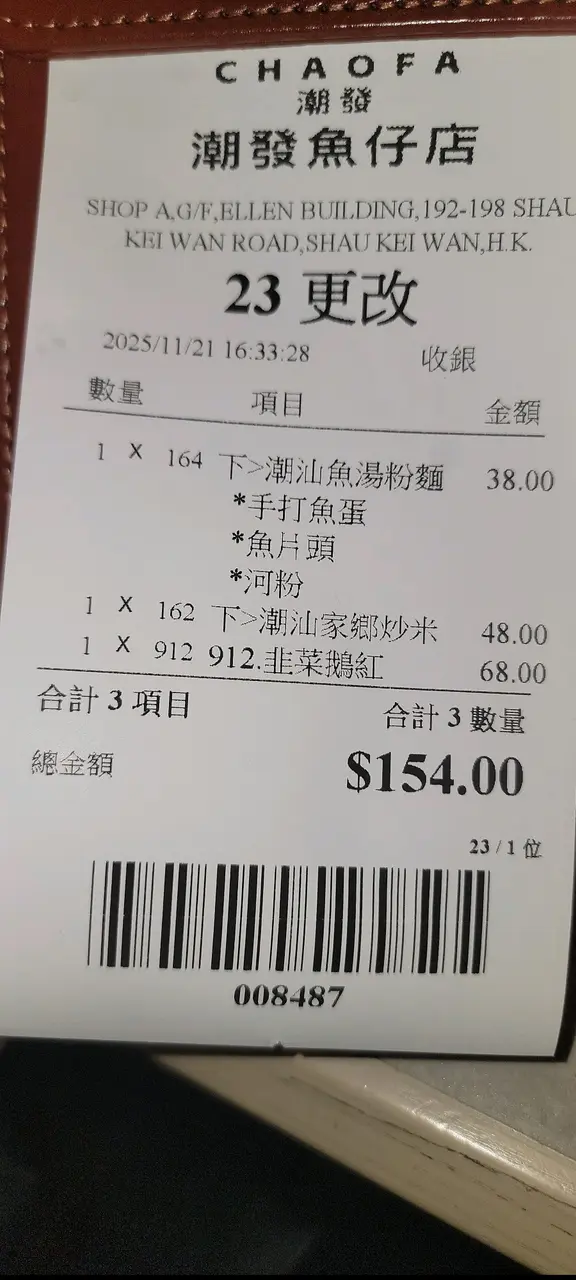 CHAOFA
潮發
潮發魚仔店
SHOP A,G/F,ELLEN BUILDING,192-198 SHAU
KEI WAN ROAD,SHAU KEI WAN,H.K.
23 更改
2025/11/21 16:33:28 收銀
數量 項目 金額
1 X 164 下>潮汕魚湯粉麵 38.00
*手打魚蛋
*魚片頭
*河粉
1 X 162 下>潮汕家鄉炒米 48.00
1 X 912 912.韭菜鵝紅 68.00
合計 3 項目 合計 3 數量
總金額 $154.00
23 / 1 位
008487